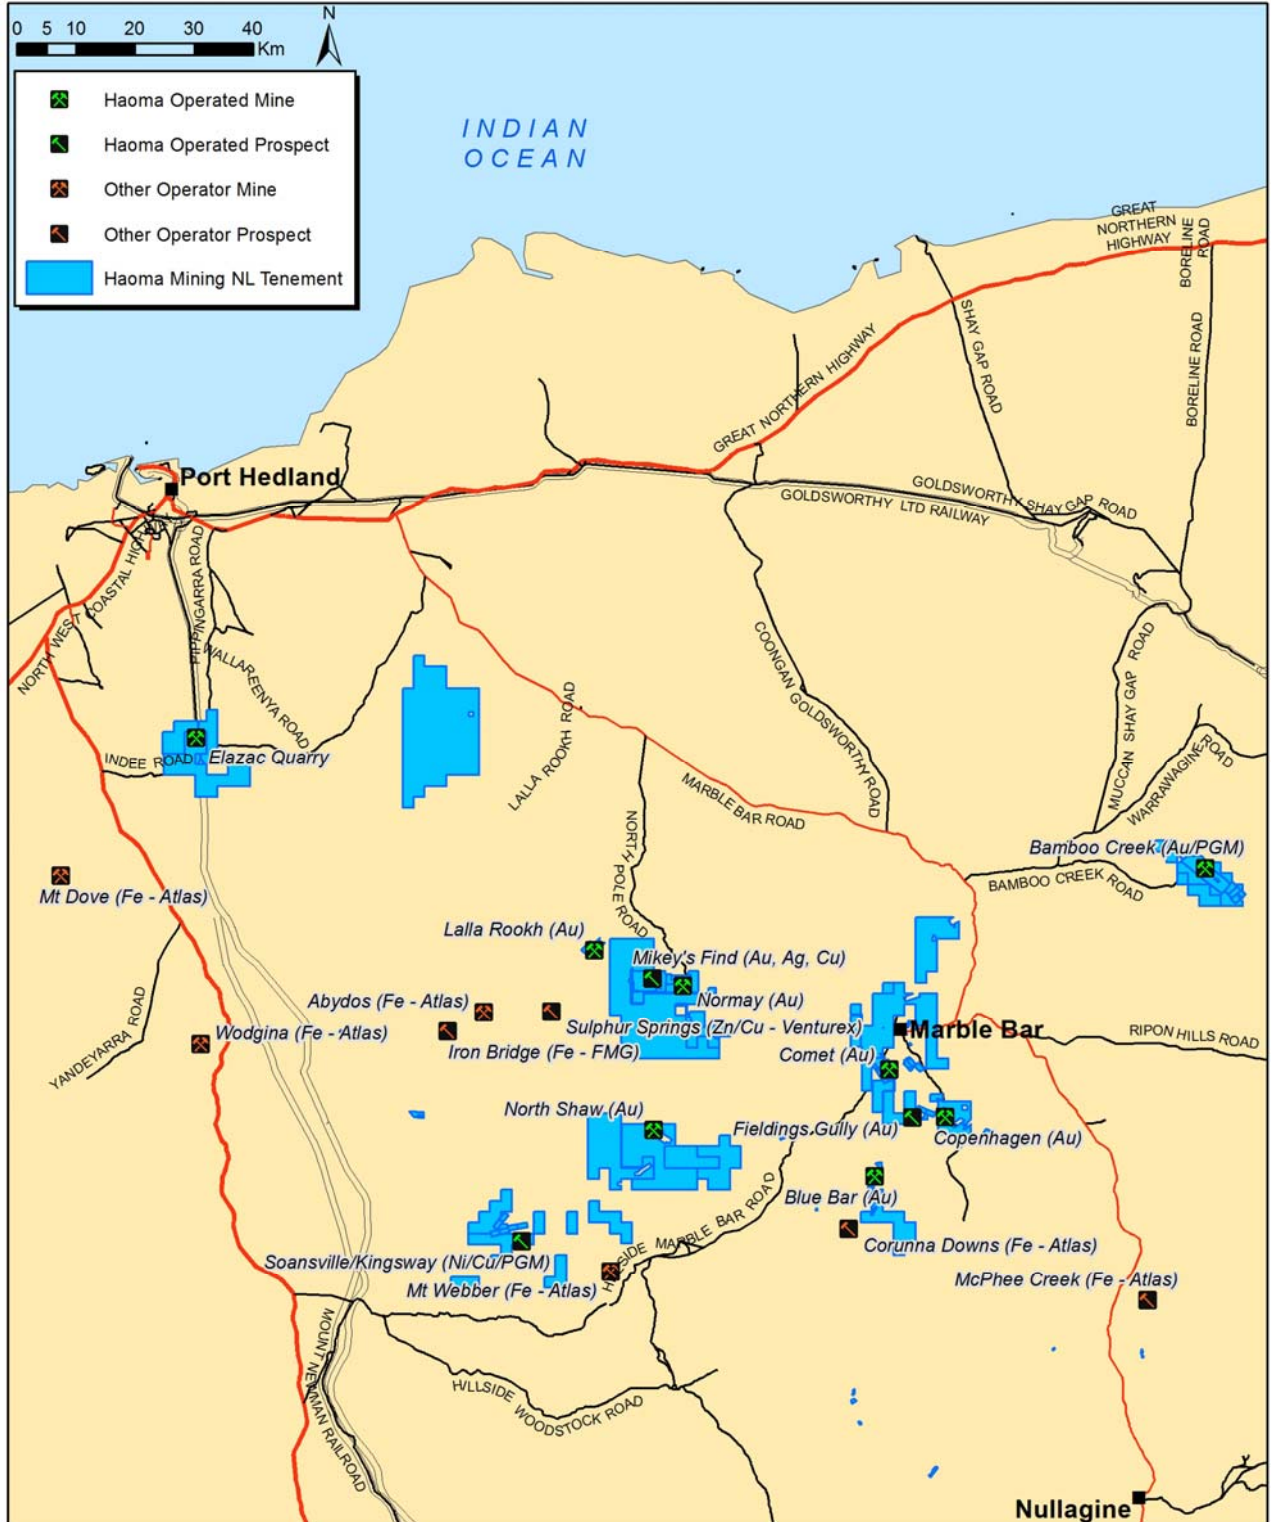 N
0 5 10 20 30 40
Km
Haoma Operated Mine
Haoma Operated Prospect
Other Operator Mine
Other Operator Prospect
Haoma Mining NL Tenement
INDIAN
OCEAN
GREAT
NORTHERN
HIGHWAY
BORELINE
ROAD
SHAY GAP ROAD
BORELINE ROAD
GREAT NORTHERN HIGHWAY
Port Hedland
GOLDSWORTHY SHAY GAP ROAD
GOLDSWORTHY LTD RAILWAY
NORTH WEST COASTAL HIGHWAY
PIPPINGARRA ROAD
WALLAREENYA ROAD
COONGAN GOLDSWORTHY ROAD
MUCCAN SHAY GAP ROAD
LALLA ROOKH ROAD
WARRAWAGINE ROAD
INDEE ROAD
Elazac Quarry
MARBLE BAR ROAD
NORTH POLE ROAD
Bamboo Creek (Au/PGM)
BAMBOO CREEK ROAD
Mt Dove (Fe - Atlas)
Lalla Rookh (Au)
Mikey's Find (Au, Ag, Cu)
Abydos (Fe - Atlas)
Normay (Au)
YANDEYARRA ROAD
Wodgina (Fe - Atlas)
Sulphur Springs (Zn/Cu - Venturex)
Marble Bar
RIPON HILLS ROAD
Iron Bridge (Fe - FMG)
Comet (Au)
North Shaw (Au)
Fieldings Gully (Au)
Copenhagen (Au)
Blue Bar (Au)
HILLSIDE MARBLE BAR ROAD
Corunna Downs (Fe - Atlas)
Soansville/Kingsway (Ni/Cu/PGM)
McPhee Creek (Fe - Atlas)
Mt Webber (Fe - Atlas)
MOUNT NEWMAN RAILROAD
HILLSIDE WOODSTOCK ROAD
Nullagine